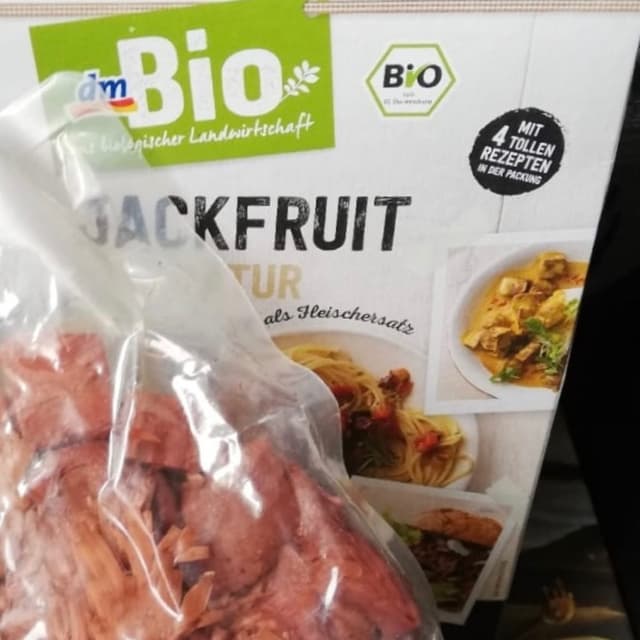 dm Bio
biologischer Landwirtschaft
BIO
nach
EG-Öko-Verordnung
MIT
4 TOLLEN
REZEPTEN
IN DER PACKUNG
JACKFRUIT
TUR
als Fleischersatz